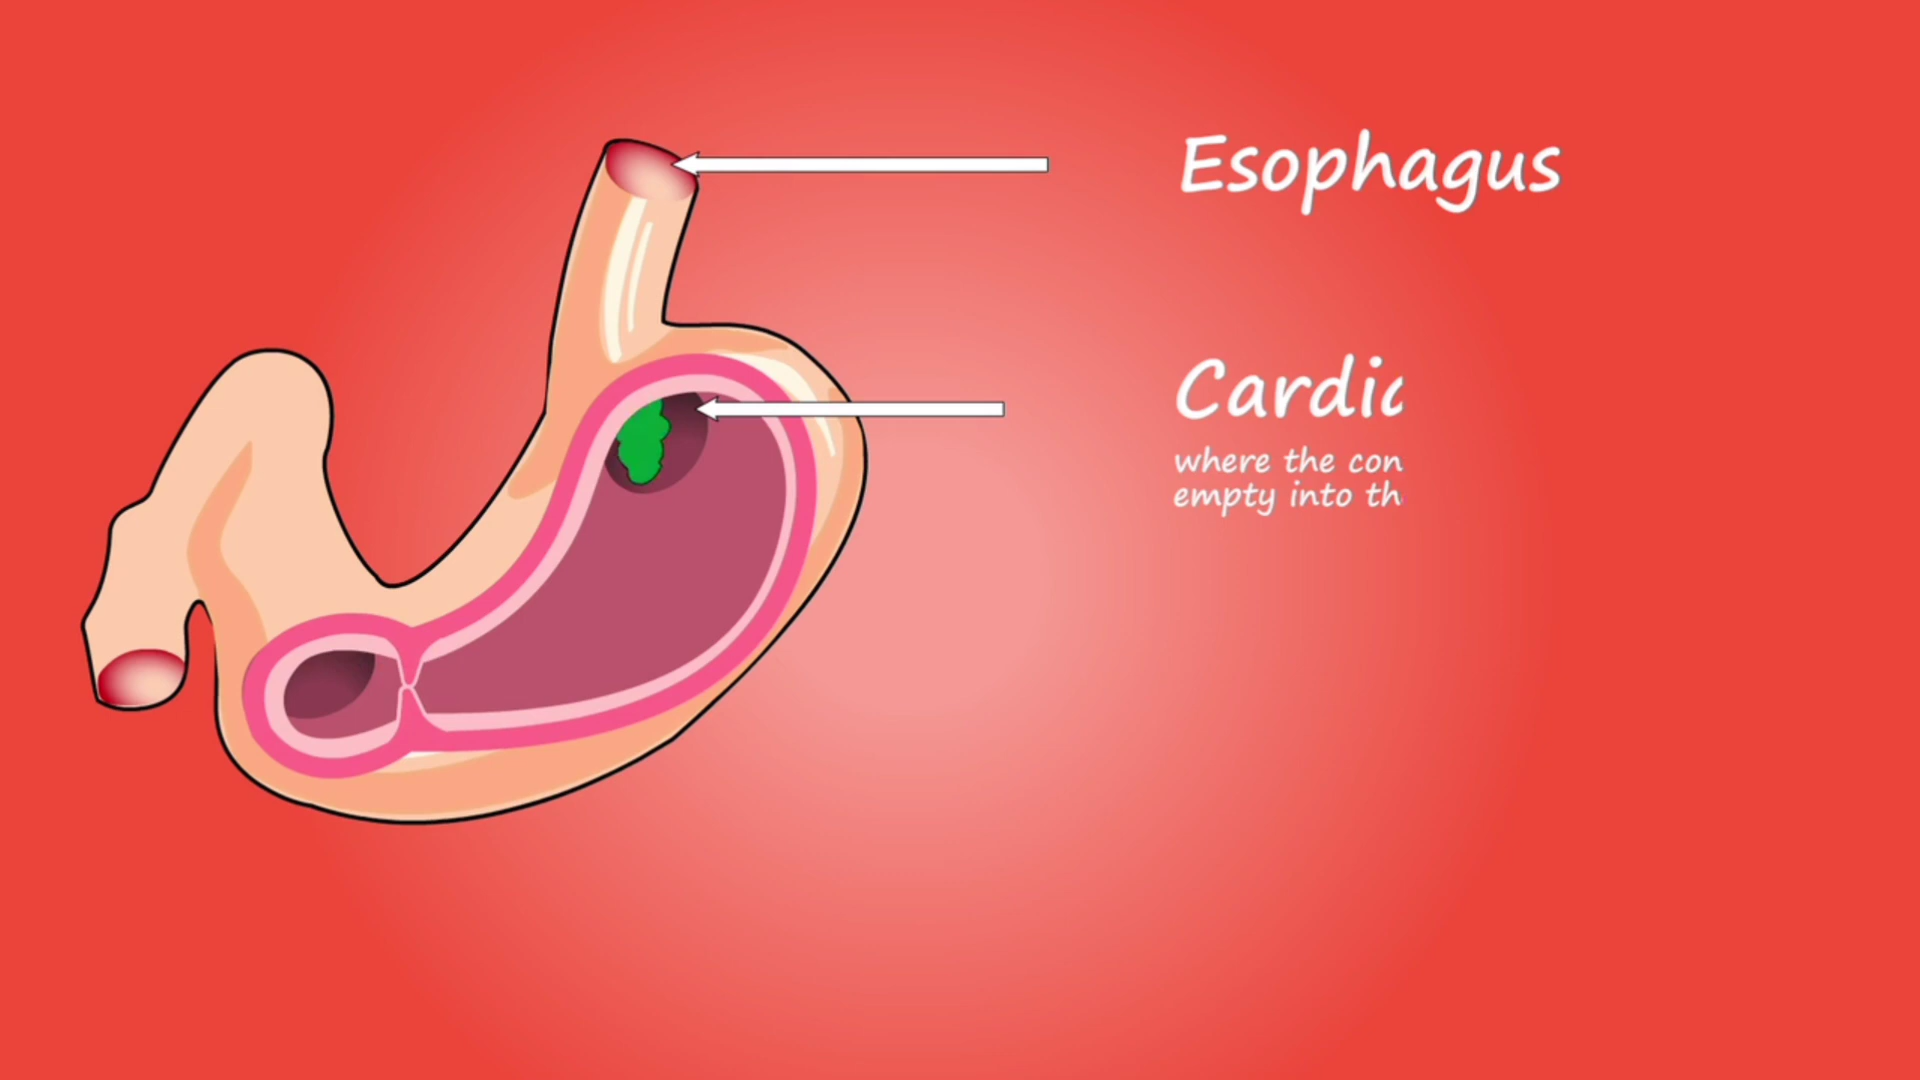 Esophagus
Cardi
where the con
empty into th